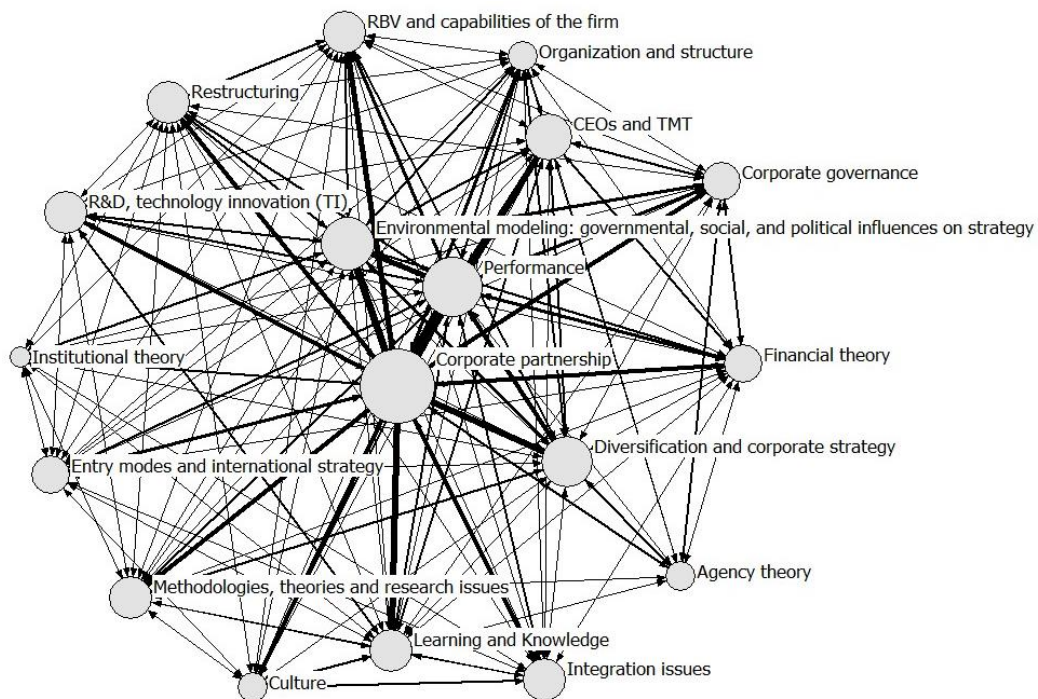 RBV and capabilities of the firm
Organization and structure
Restructuring
CEOs and TMT
Corporate governance
R&D, technology innovation (TI)
Environmental modeling: governmental, social, and political influences on strategy
Performance
Institutional theory
Corporate partnership
Financial theory
Diversification and corporate strategy
Entry modes and international strategy
Agency theory
Methodologies, theories and research issues
Learning and Knowledge
Integration issues
Culture